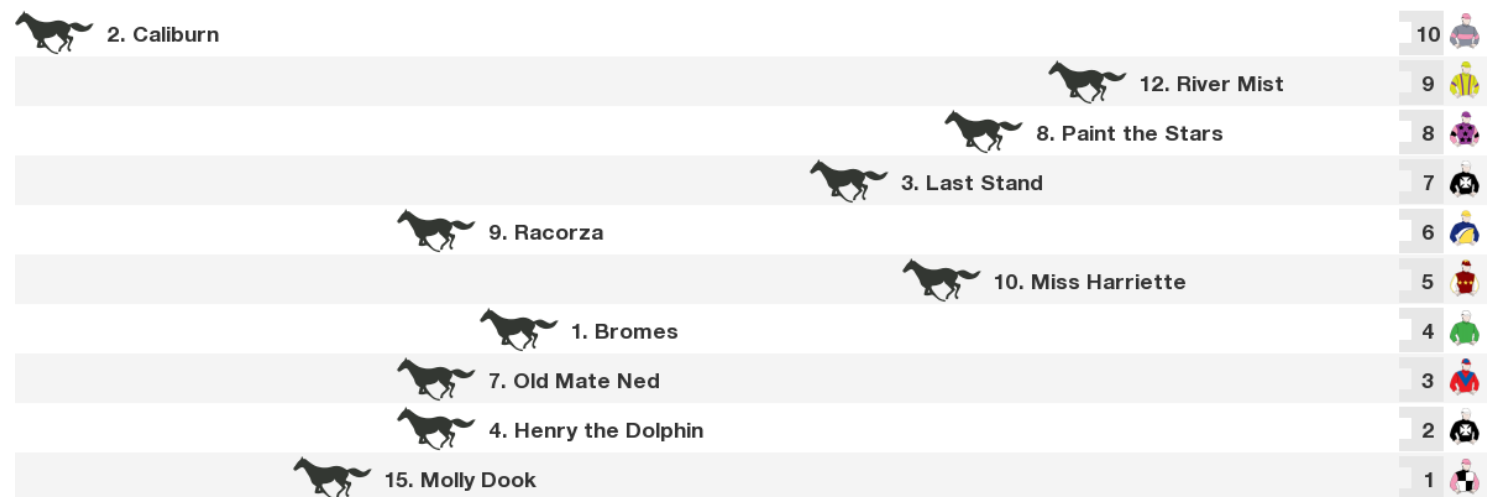 2. Caliburn 10
12. River Mist 9
8. Paint the Stars 8
3. Last Stand 7
9. Racorza 6
10. Miss Harriette 5
1. Bromes 4
7. Old Mate Ned 3
4. Henry the Dolphin 2
15. Molly Dook 1